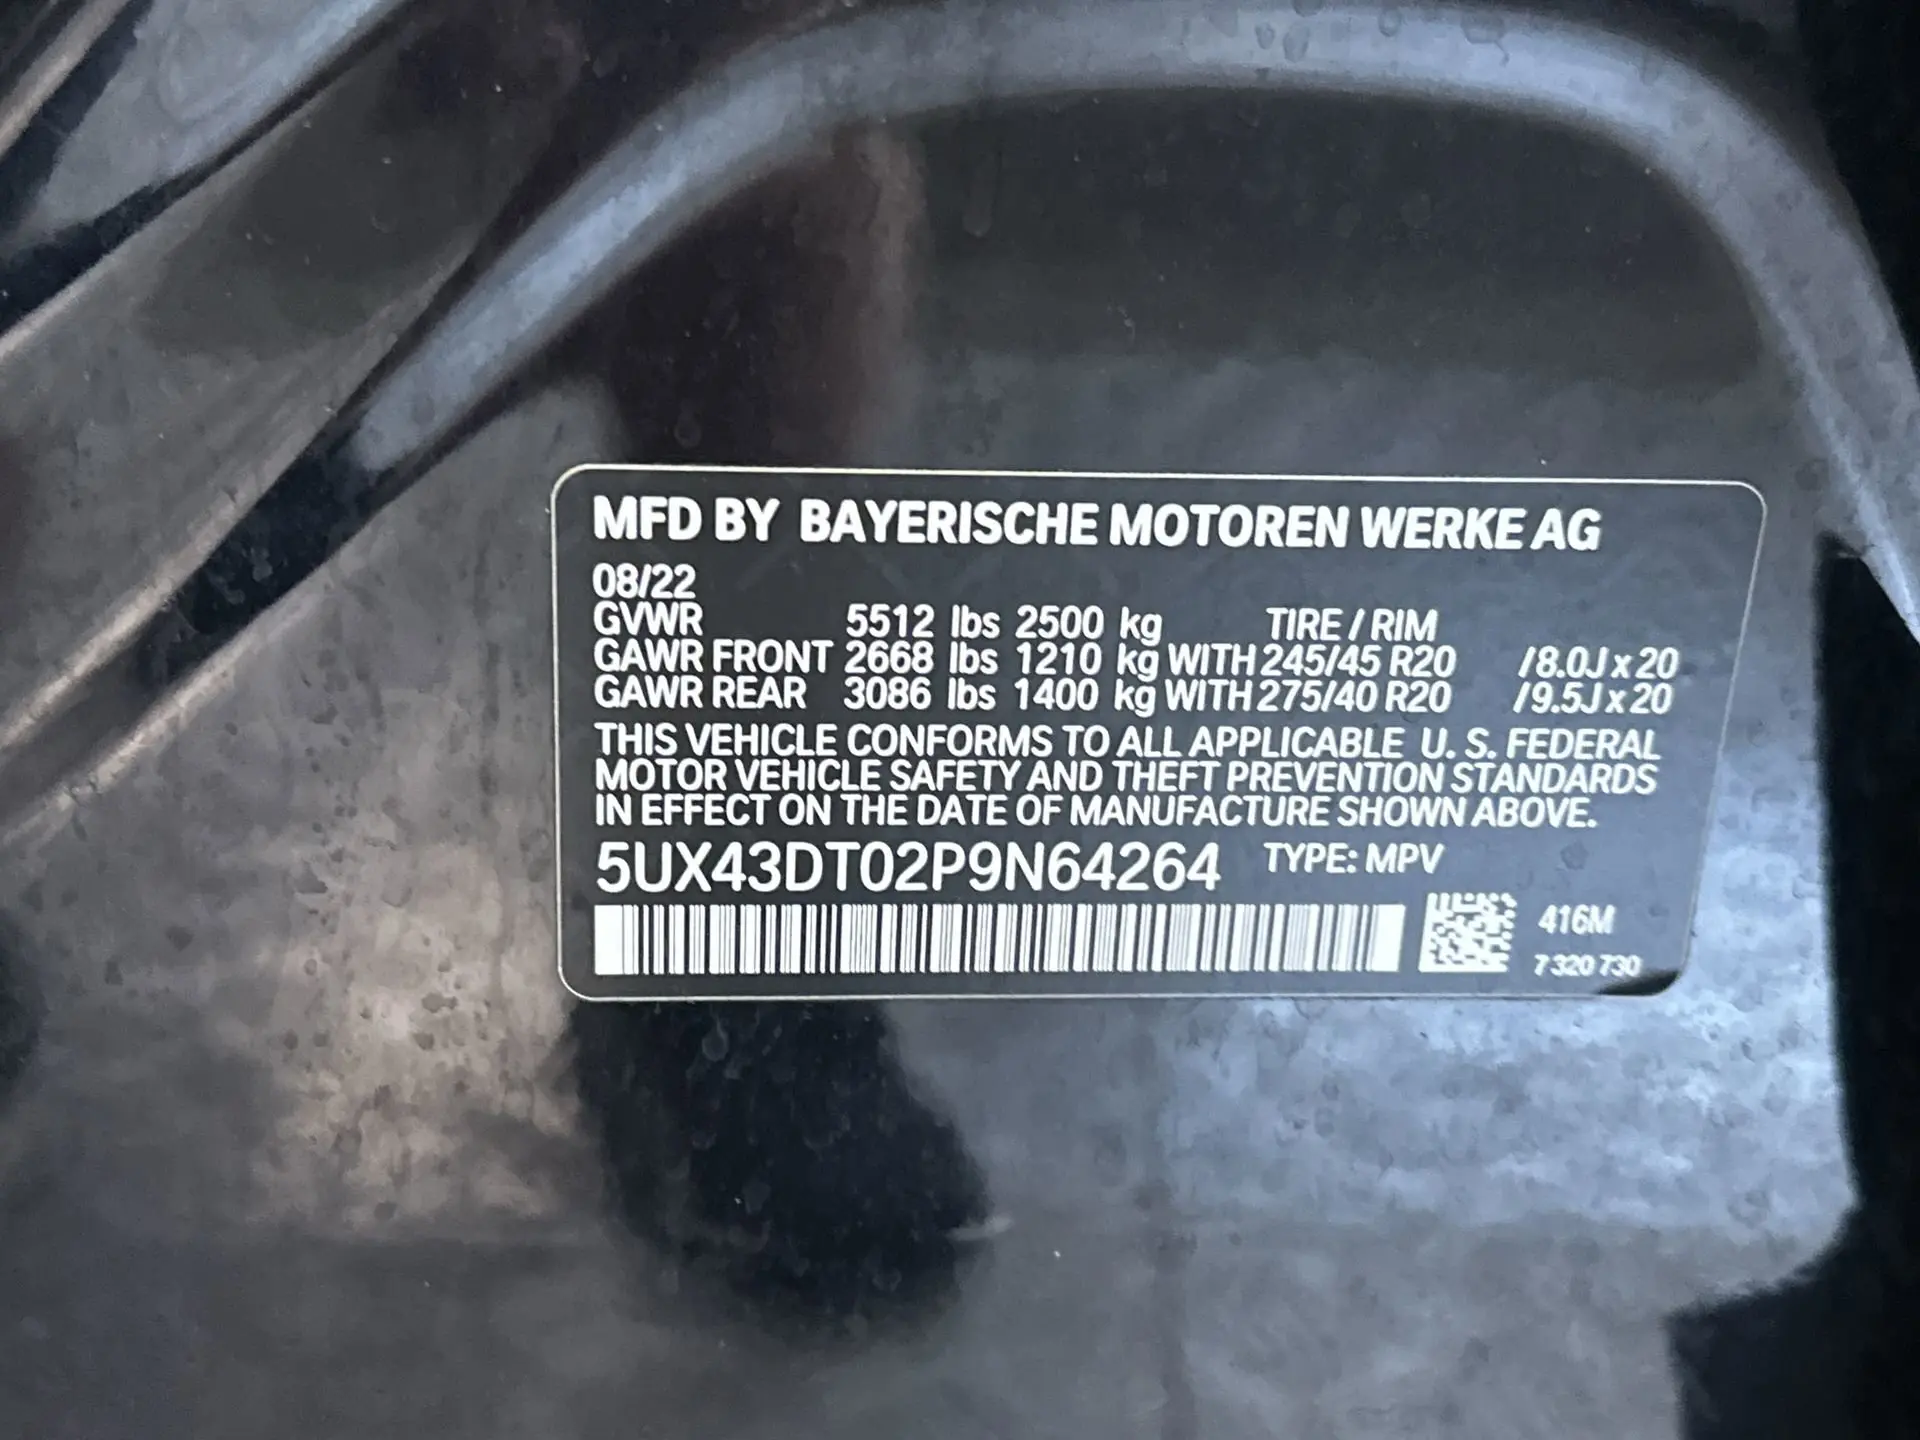 MFD BY BAYERISCHE MOTOREN WERKE AG
08/22
GVWR 5512 lbs 2500 kg TIRE / RIM
GAWR FRONT 2668 lbs 1210 kg WITH 245/45 R20 /8.0J x 20
GAWR REAR 3086 lbs 1400 kg WITH 275/40 R20 /9.5J x 20
THIS VEHICLE CONFORMS TO ALL APPLICABLE U. S. FEDERAL
MOTOR VEHICLE SAFETY AND THEFT PREVENTION STANDARDS
IN EFFECT ON THE DATE OF MANUFACTURE SHOWN ABOVE.
5UX43DT02P9N64264 TYPE: MPV
416M
7 320 730